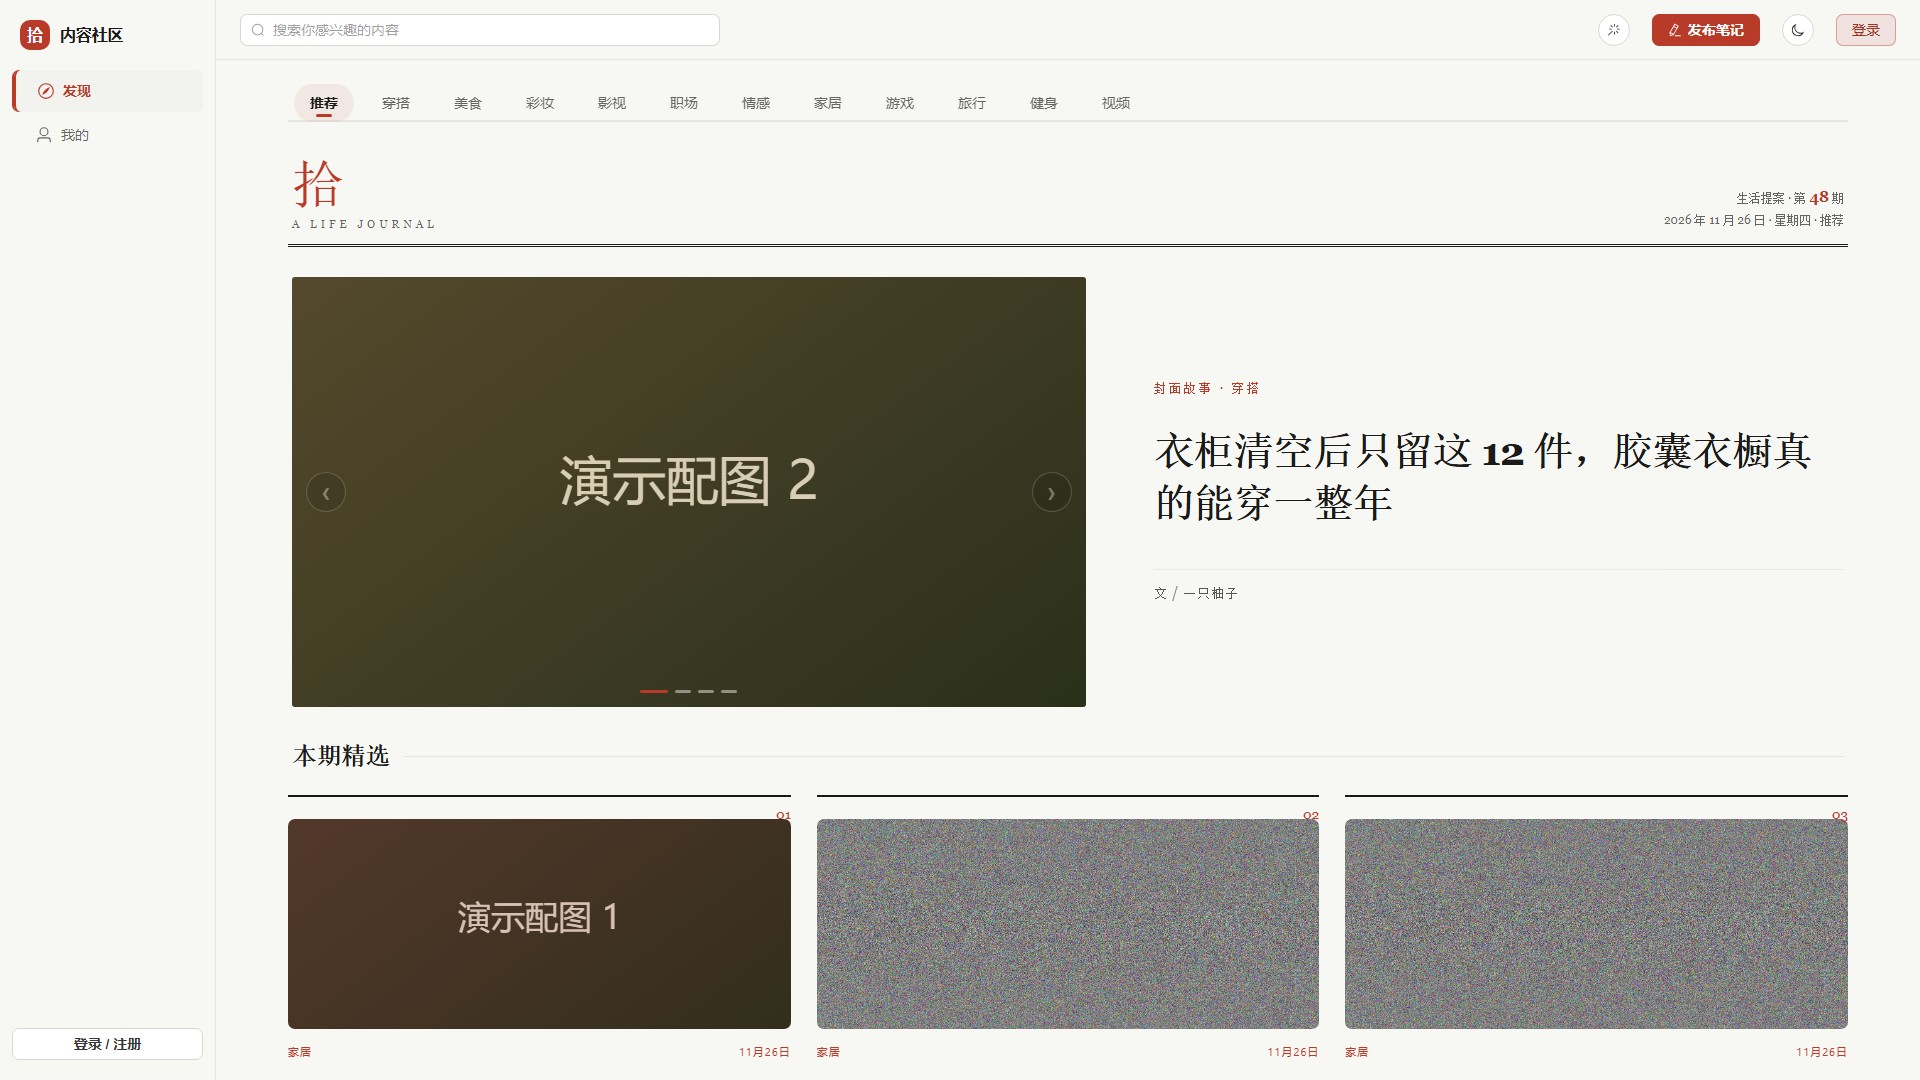 拾 内容社区
搜索你感兴趣的内容
发布笔记
登录
发现
我的
推荐 穿搭 美食 彩妆 影视 职场 情感 家居 游戏 旅行 健身 视频
拾
A LIFE JOURNAL
生活提案 · 第 48 期
2026 年 11 月 26 日 · 星期四 · 推荐
演示配图 2
封面故事 · 穿搭
衣柜清空后只留这 12 件，胶囊衣橱真
的能穿一整年
文 / 一只柚子
本期精选
01
02
03
演示配图 1
家居 11月26日
家居 11月26日
家居 11月26日
登录 / 注册